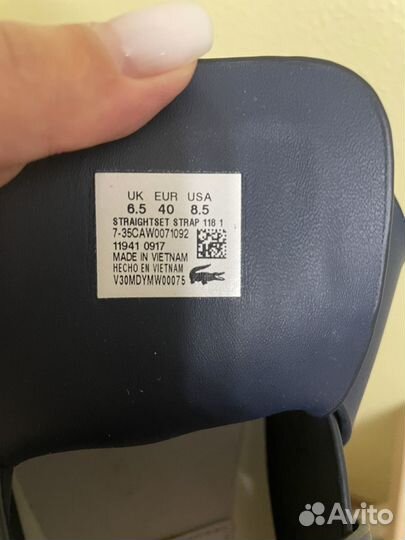 UK EUR USA
6.5 40 8.5
STRAIGHTSET STRAP 118 1
7-35CAW0071092
11941 0917
MADE IN VIETNAM
HECHO EN VIETNAM
V30MDYMW00075
Avito